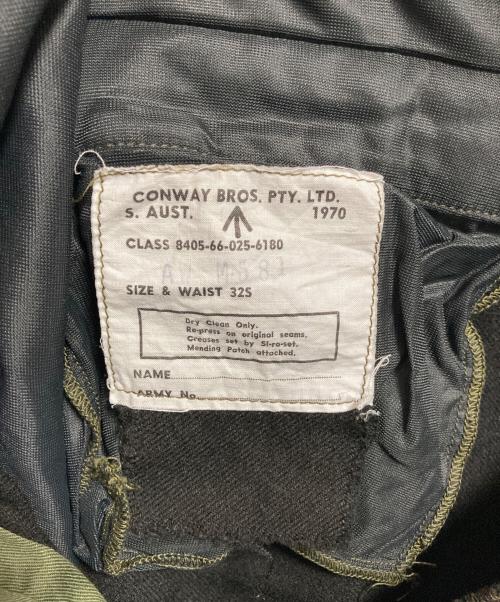 CONWAY BROS. PTY. LTD.
S. AUST. 1970
CLASS 8405-66-025-6180
SIZE & WAIST 32S
Dry Clean Only.
Re-press on original seams.
Creases set by Si-ro-set.
Mending Patch attached.
NAME
ARMY No.